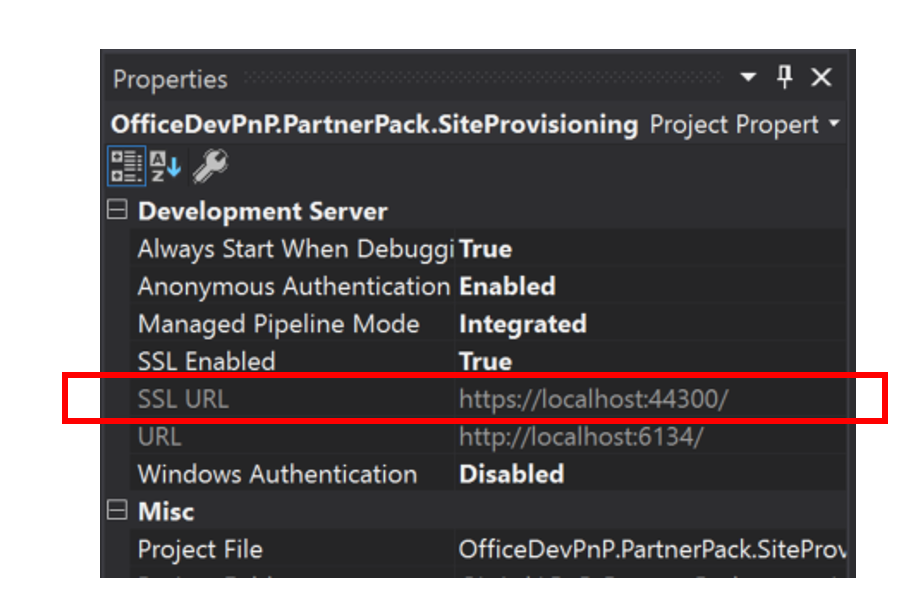 Properties
OfficeDevPnP.PartnerPack.SiteProvisioning Project Propert
Development Server
Always Start When Debuggi True
Anonymous Authentication Enabled
Managed Pipeline Mode Integrated
SSL Enabled True
SSL URL https://localhost:44300/
URL http://localhost:6134/
Windows Authentication Disabled
Misc
Project File OfficeDevPnP.PartnerPack.SiteProv